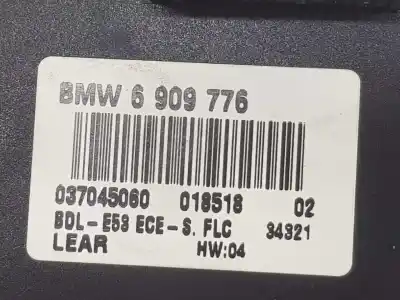 BMW 6 909 776
037045060 018518 02
BDL-E53 ECE-S. FLC 34321
LEAR HW:04